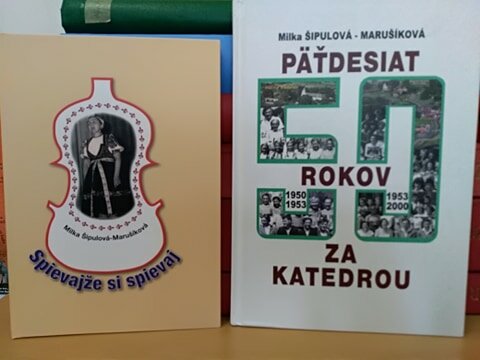 Milka Šipulová-Marušíková
Spievajže si spievaj
Milka ŠIPULOVÁ - MARUŠÍKOVÁ
PÄŤDESIAT
50
ROKOV
1950
1953
1953
2000
ZA
KATEDROU